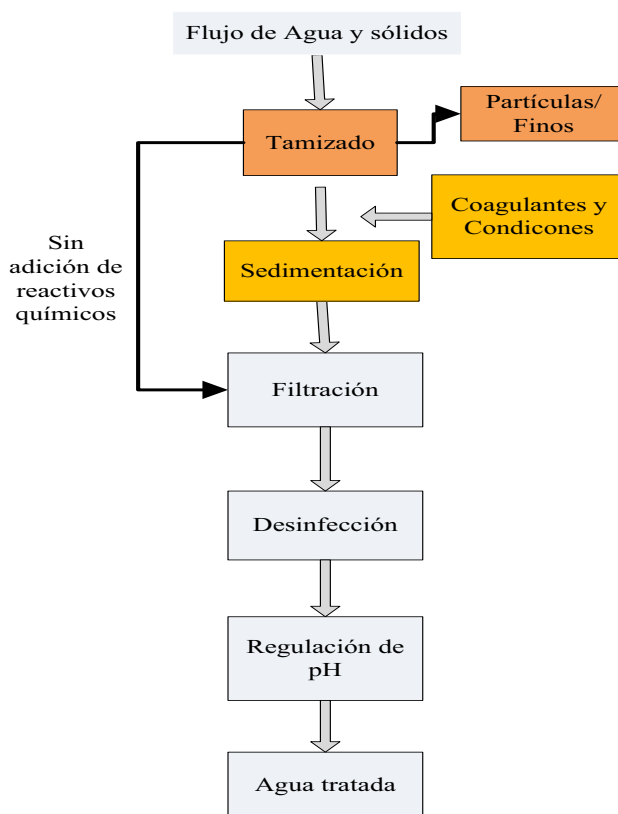 Flujo de Agua y sólidos
Partículas/
Finos
Tamizado
Coagulantes y
Condicones
Sin
adición de
reactivos
químicos
Sedimentación
Filtración
Desinfección
Regulación de
pH
Agua tratada